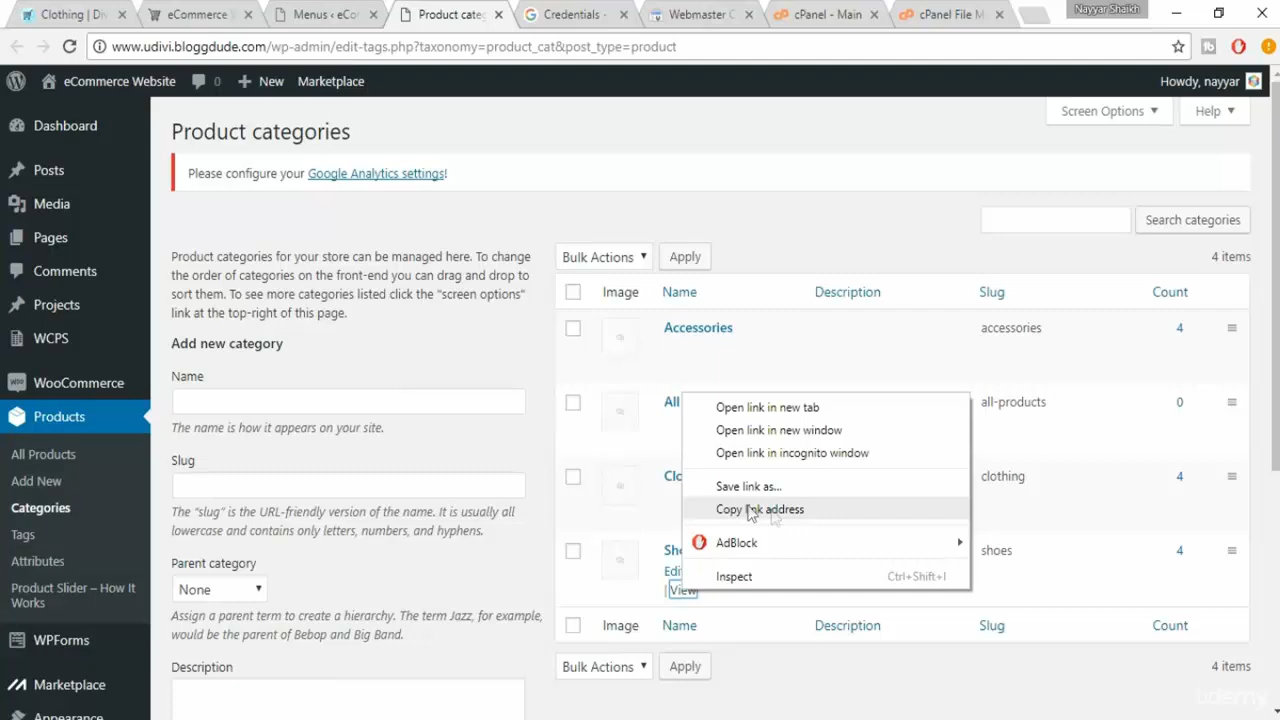 Clothing | Di
eCommerce
Menus ‹ eCo
Product categ
Credentials -
Webmaster C
cPanel - Main
cPanel File M
Nayyar Shaikh
www.udivi.bloggdude.com/wp-admin/edit-tags.php?taxonomy=product_cat&post_type=product
eCommerce Website
0
New
Marketplace
Howdy, nayyar
Screen Options ▼
Help ▼
Dashboard
Posts
Media
Pages
Comments
Projects
WCPS
WooCommerce
Products
All Products
Add New
Categories
Tags
Attributes
Product Slider – How It
Works
WPForms
Marketplace
Appearance
Product categories
Please configure your Google Analytics settings!
Search categories
Product categories for your store can be managed here. To change
the order of categories on the front-end you can drag and drop to
sort them. To see more categories listed click the "screen options"
link at the top-right of this page.
Add new category
Name
The name is how it appears on your site.
Slug
The "slug" is the URL-friendly version of the name. It is usually all
lowercase and contains only letters, numbers, and hyphens.
Parent category
None
Assign a parent term to create a hierarchy. The term Jazz, for example,
would be the parent of Bebop and Big Band.
Description
Bulk Actions
Apply
4 items
Image Name Description Slug Count
Accessories accessories 4
All all-products 0
Clo clothing 4
Sho shoes 4
Edi
| View
Open link in new tab
Open link in new window
Open link in incognito window
Save link as...
Copy link address
AdBlock
Inspect Ctrl+Shift+I
Image Name Description Slug Count
Bulk Actions
Apply
4 items
udemy